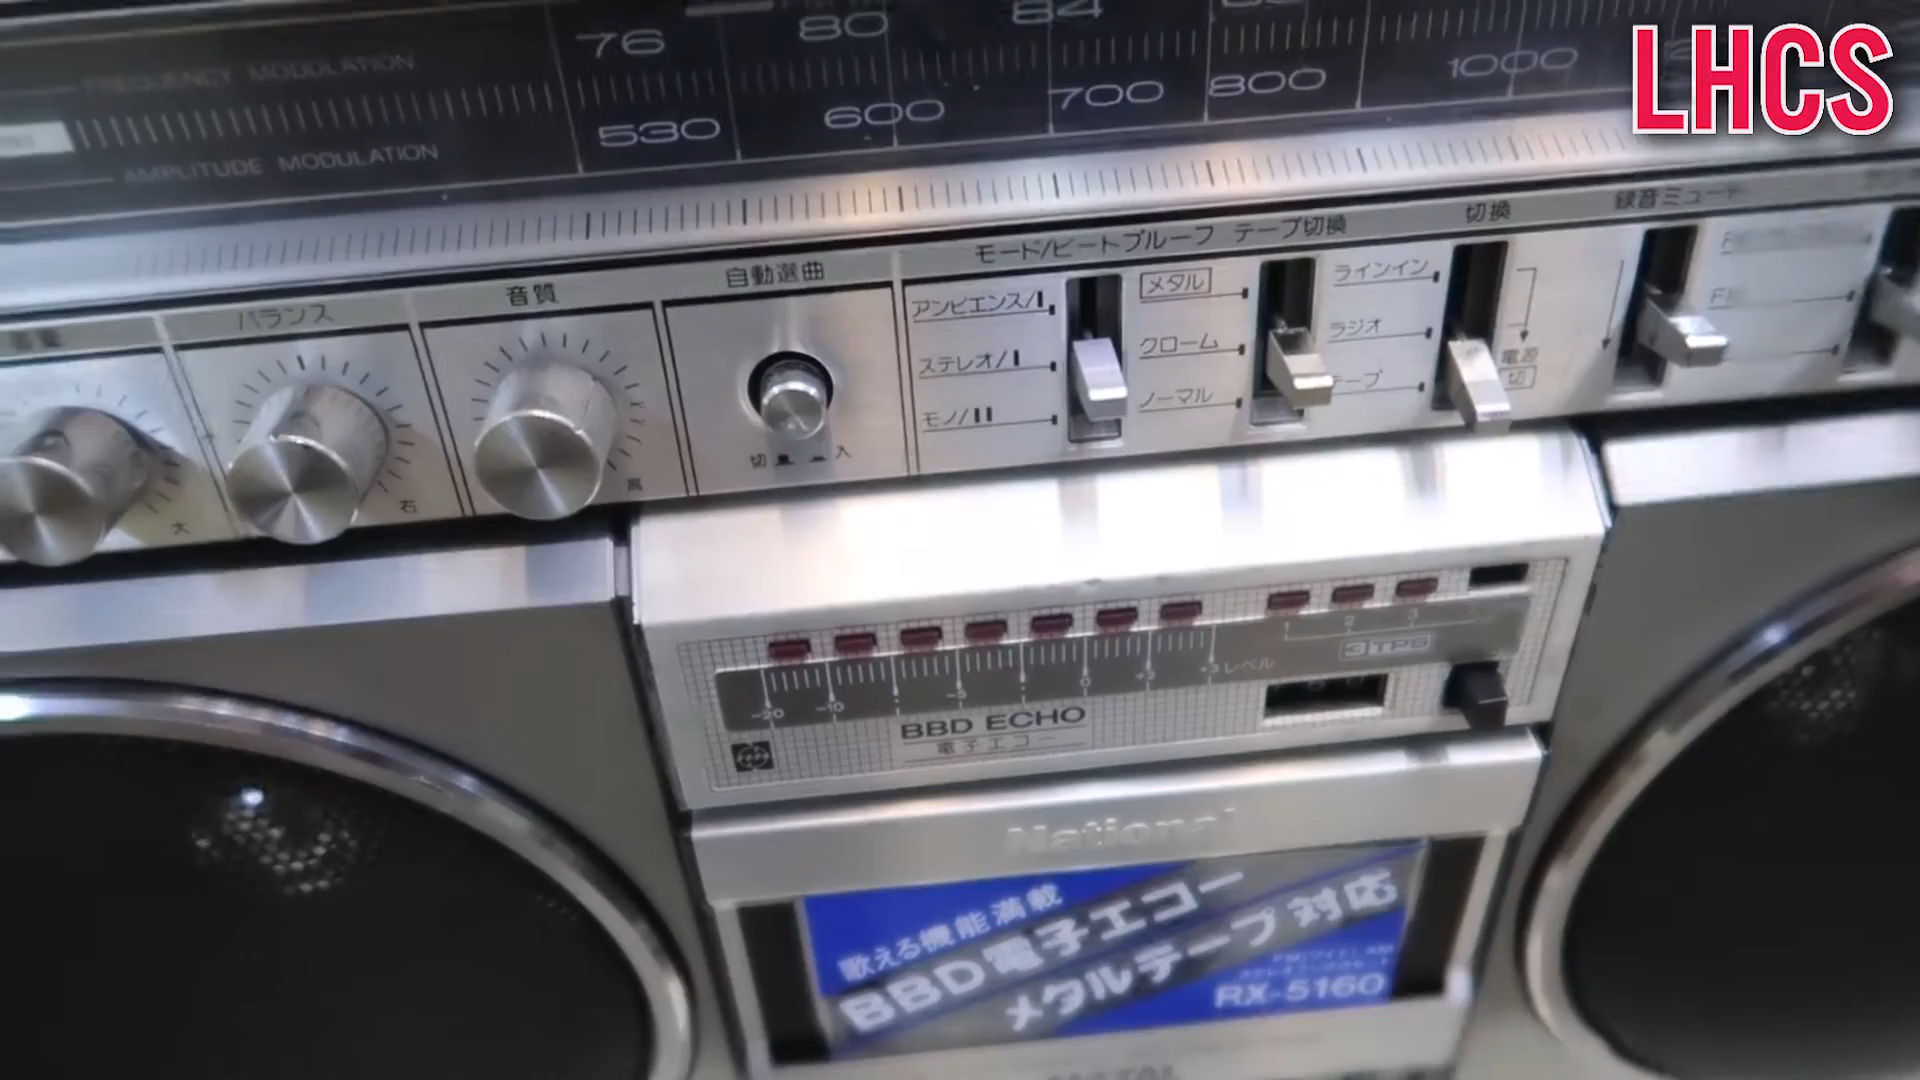 LHCS
76 80 84
FREQUENCY MODULATION
530 600 700 800 1000
AMPLITUDE MODULATION
バランス
音質
自動選曲
モード/ビートプルーフ
テープ切換
切換
録音ミュート
アンビエンス/I
ステレオ/I
モノ/II
メタル
クローム
ノーマル
ラインイン
ラジオ
テープ
電源
切
大
右
高
切 入
1 2 3
3TPS
-20 -10 -5 0 +3 レベル
BBD ECHO
電子エコー
National
歌える機能満載
BBD電子エコー
メタルテープ対応
RX-5160